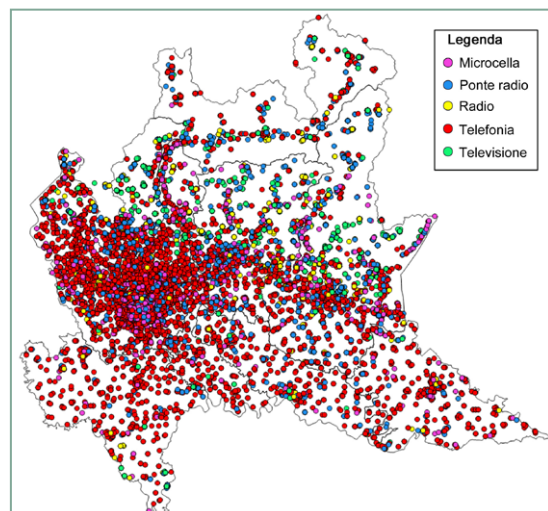 Legenda
Microcella
Ponte radio
Radio
Telefonia
Televisione